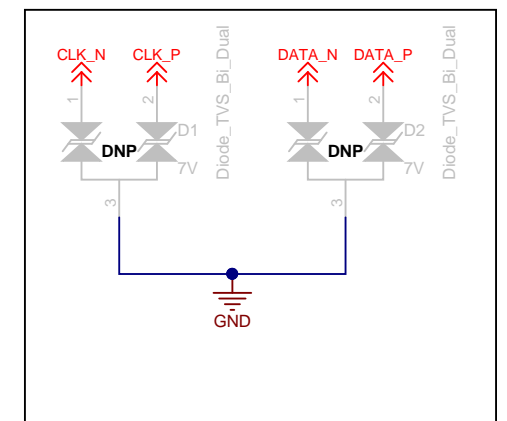 CLK_N CLK_P DATA_N DATA_P
1 2 1 2
D1 D2
DNP DNP
7V 7V
Diode_TVS_Bi_Dual Diode_TVS_Bi_Dual
3 3
GND